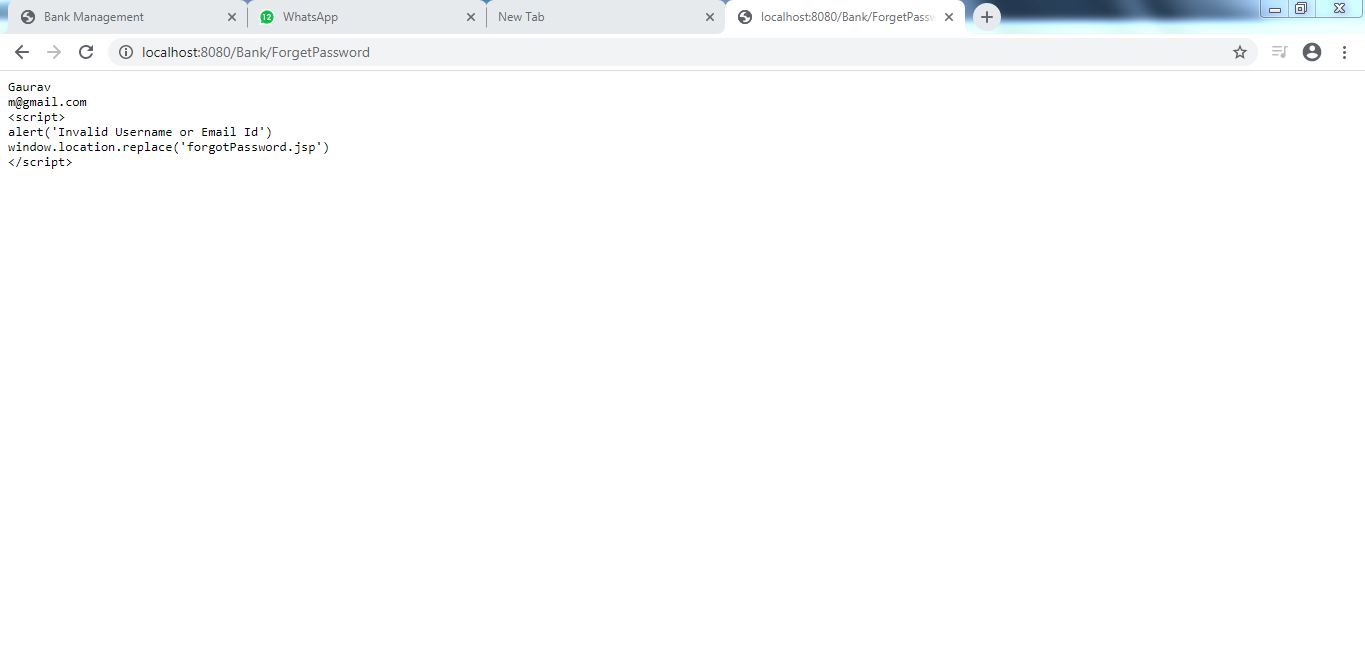 Bank Management
12
WhatsApp
New Tab
localhost:8080/Bank/ForgetPassw
localhost:8080/Bank/ForgetPassword
Gaurav
m@gmail.com
<script>
alert('Invalid Username or Email Id')
window.location.replace('forgotPassword.jsp')
</script>